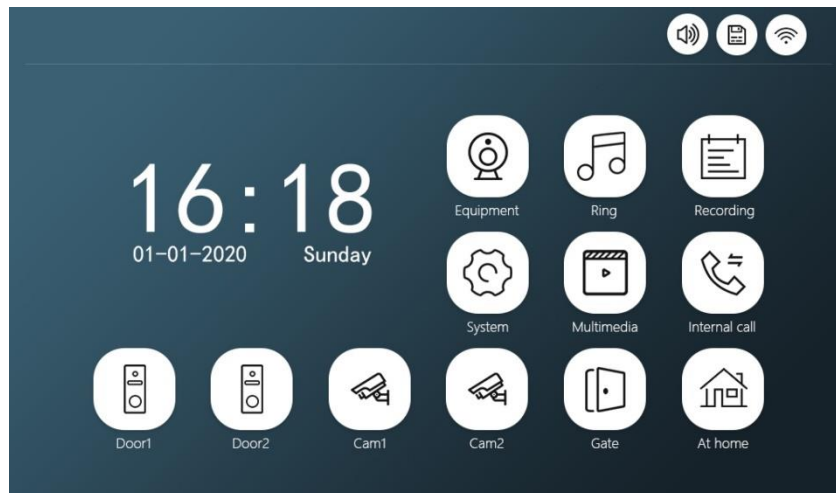 16:18
01-01-2020 Sunday
Equipment Ring Recording
System Multimedia Internal call
Door1 Door2 Cam1 Cam2 Gate At home